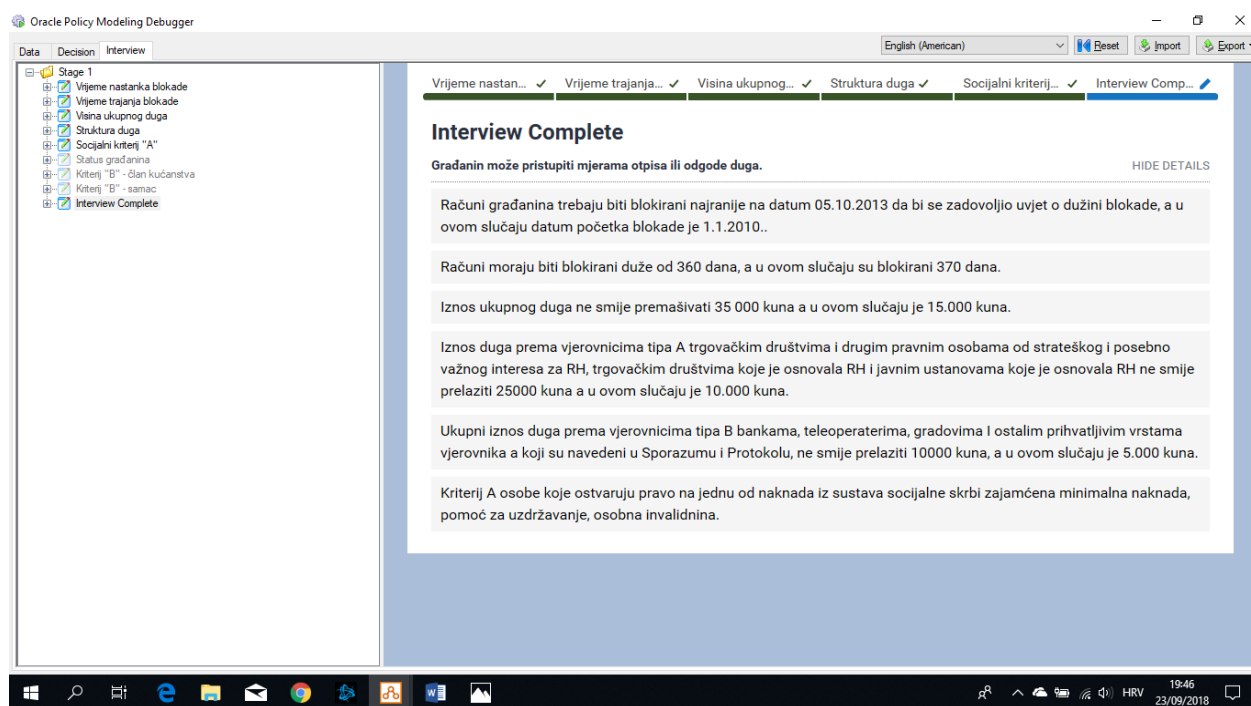 Oracle Policy Modeling Debugger
Data Decision Interview
English (American) Reset Import Export
Stage 1
Vrijeme nastanka blokade
Vrijeme trajanja blokade
Visina ukupnog duga
Struktura duga
Socijalni kriterij "A"
Status građanina
Kriterij "B" - član kućanstva
Kriterij "B" - samac
Interview Complete
Vrijeme nastan... Vrijeme trajanja... Visina ukupnog... Struktura duga Socijalni kriterij... Interview Comp...
Interview Complete
Građanin može pristupiti mjerama otpisa ili odgode duga. HIDE DETAILS
Računi građanina trebaju biti blokirani najranije na datum 05.10.2013 da bi se zadovoljio uvjet o dužini blokade, a u
ovom slučaju datum početka blokade je 1.1.2010..
Računi moraju biti blokirani duže od 360 dana, a u ovom slučaju su blokirani 370 dana.
Iznos ukupnog duga ne smije premašivati 35 000 kuna a u ovom slučaju je 15.000 kuna.
Iznos duga prema vjerovnicima tipa A trgovačkim društvima i drugim pravnim osobama od strateškog i posebno
važnog interesa za RH, trgovačkim društvima koje je osnovala RH i javnim ustanovama koje je osnovala RH ne smije
prelaziti 25000 kuna a u ovom slučaju je 10.000 kuna.
Ukupni iznos duga prema vjerovnicima tipa B bankama, teleoperaterima, gradovima I ostalim prihvatljivim vrstama
vjerovnika a koji su navedeni u Sporazumu i Protokolu, ne smije prelaziti 10000 kuna, a u ovom slučaju je 5.000 kuna.
Kriterij A osobe koje ostvaruju pravo na jednu od naknada iz sustava socijalne skrbi zajamćena minimalna naknada,
pomoć za uzdržavanje, osobna invalidnina.
HRV 19:46
23/09/2018